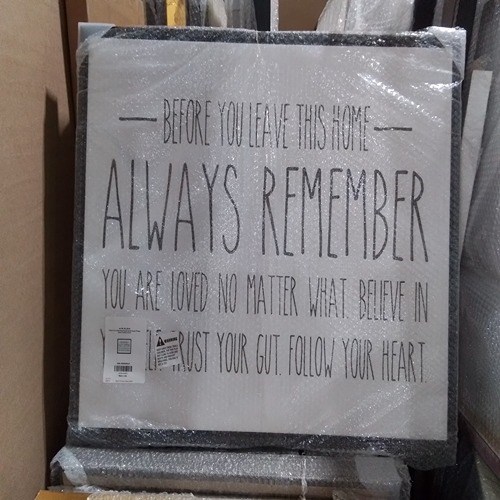 — BEFORE YOU LEAVE THIS HOME —
ALWAYS REMEMBER
YOU ARE LOVED NO MATTER WHAT. BELIEVE IN
TRUST YOUR GUT. FOLLOW YOUR HEART.